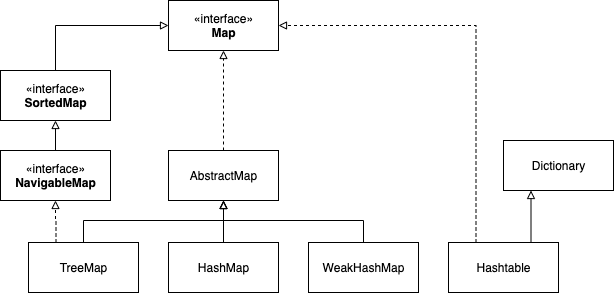 «interface»
Map
«interface»
SortedMap
«interface»
NavigableMap
AbstractMap
Dictionary
TreeMap
HashMap
WeakHashMap
Hashtable